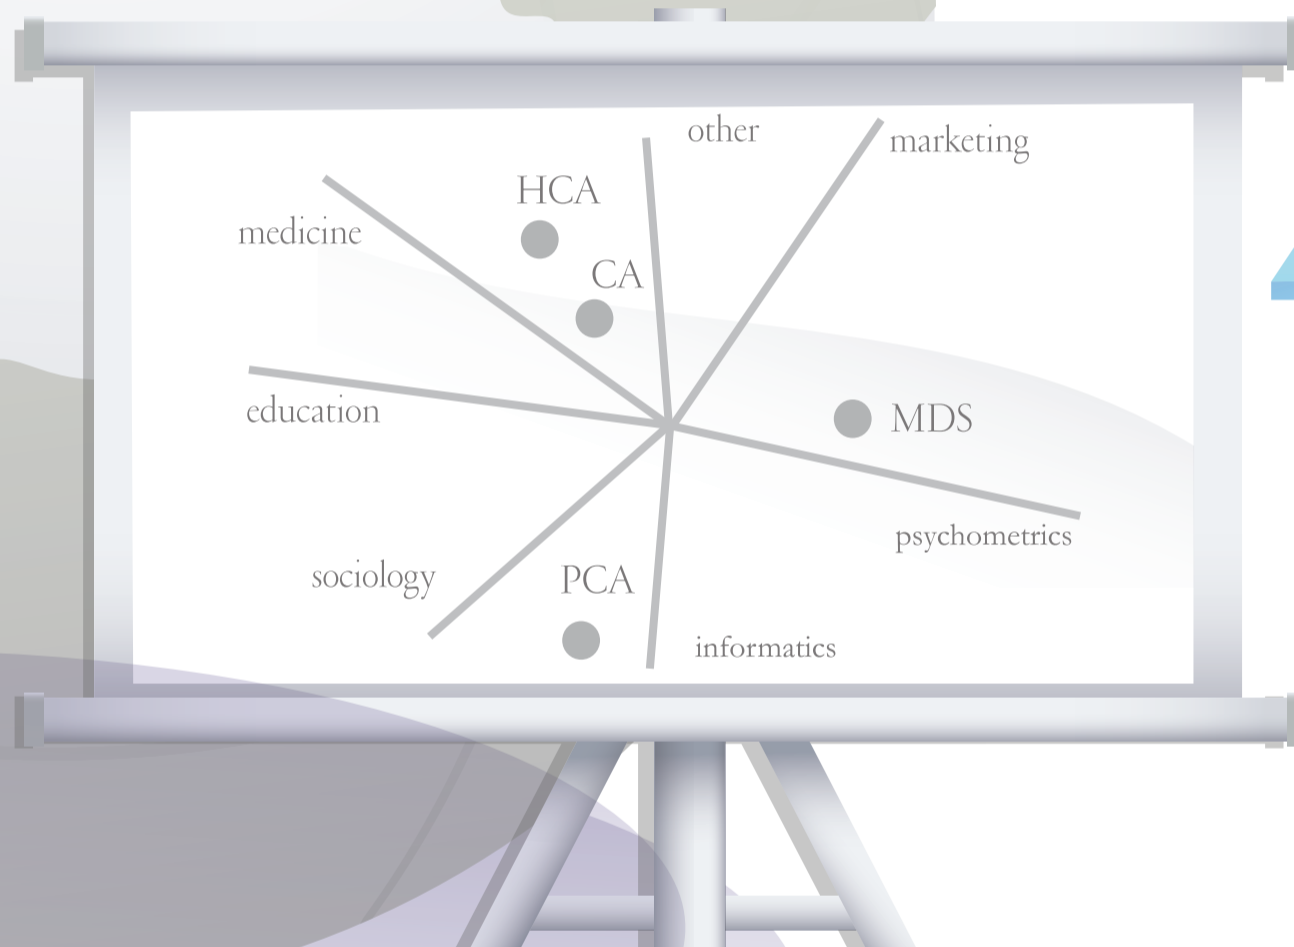 other
marketing
HCA
medicine
CA
education
MDS
psychometrics
sociology
PCA
informatics